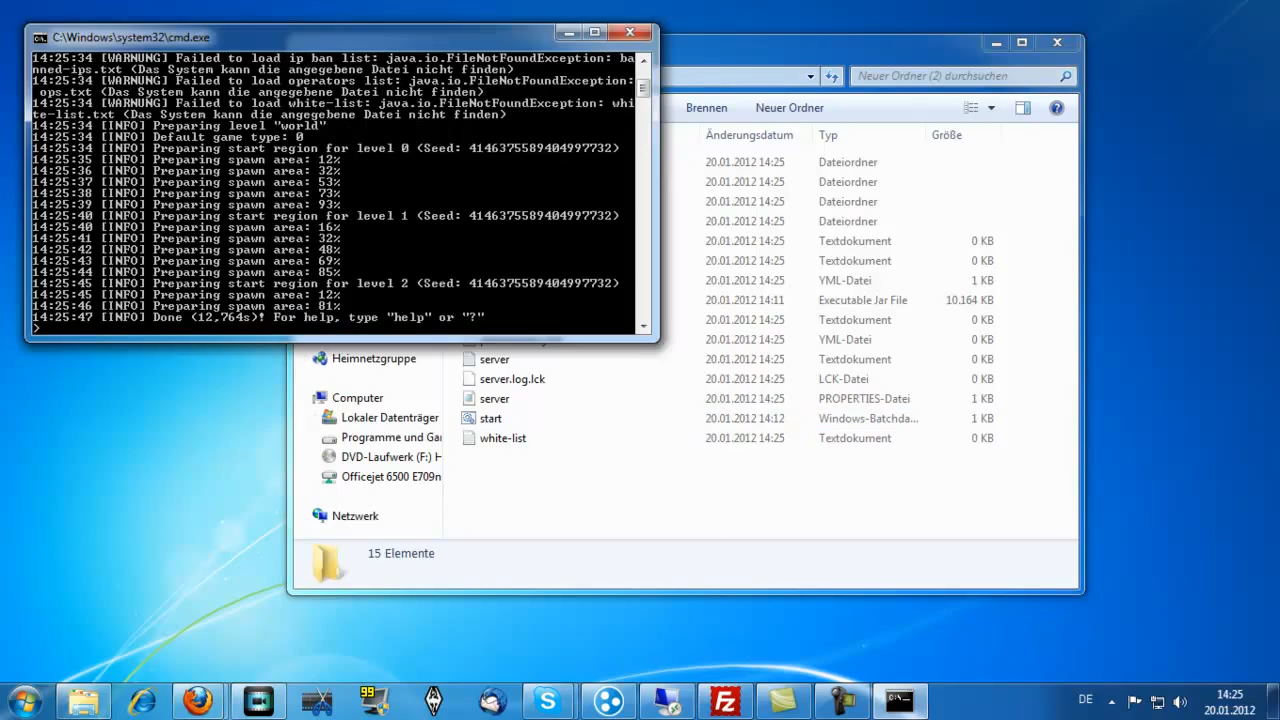 C:\Windows\system32\cmd.exe
14:25:34 [WARNUNG] Failed to load ip ban list: java.io.FileNotFoundException: ba
nned-ips.txt (Das System kann die angegebene Datei nicht finden)
14:25:34 [WARNUNG] Failed to load operators list: java.io.FileNotFoundException:
ops.txt (Das System kann die angegebene Datei nicht finden)
14:25:34 [WARNUNG] Failed to load white-list: java.io.FileNotFoundException: whi
te-list.txt (Das System kann die angegebene Datei nicht finden)
14:25:34 [INFO] Preparing level "world"
14:25:34 [INFO] Default game type: 0
14:25:34 [INFO] Preparing start region for level 0 (Seed: 4146375589404997732)
14:25:35 [INFO] Preparing spawn area: 12%
14:25:36 [INFO] Preparing spawn area: 32%
14:25:37 [INFO] Preparing spawn area: 53%
14:25:38 [INFO] Preparing spawn area: 73%
14:25:39 [INFO] Preparing spawn area: 93%
14:25:40 [INFO] Preparing start region for level 1 (Seed: 4146375589404997732)
14:25:40 [INFO] Preparing spawn area: 16%
14:25:41 [INFO] Preparing spawn area: 32%
14:25:42 [INFO] Preparing spawn area: 48%
14:25:43 [INFO] Preparing spawn area: 69%
14:25:44 [INFO] Preparing spawn area: 85%
14:25:45 [INFO] Preparing start region for level 2 (Seed: 4146375589404997732)
14:25:45 [INFO] Preparing spawn area: 12%
14:25:46 [INFO] Preparing spawn area: 81%
14:25:47 [INFO] Done (12,764s)! For help, type "help" or "?"
>
Neuer Ordner (2) durchsuchen
Brennen Neuer Ordner
Änderungsdatum Typ Größe
20.01.2012 14:25 Dateiordner
20.01.2012 14:25 Dateiordner
20.01.2012 14:25 Dateiordner
20.01.2012 14:25 Dateiordner
20.01.2012 14:25 Textdokument 0 KB
20.01.2012 14:25 Textdokument 0 KB
20.01.2012 14:25 YML-Datei 1 KB
20.01.2012 14:11 Executable Jar File 10.164 KB
20.01.2012 14:25 Textdokument 0 KB
20.01.2012 14:25 YML-Datei 0 KB
server 20.01.2012 14:25 Textdokument 0 KB
server.log.lck 20.01.2012 14:25 LCK-Datei 0 KB
server 20.01.2012 14:25 PROPERTIES-Datei 1 KB
start 20.01.2012 14:12 Windows-Batchda... 1 KB
white-list 20.01.2012 14:25 Textdokument 0 KB
Heimnetzgruppe
Computer
Lokaler Datenträger
Programme und Gar
DVD-Laufwerk (F:) H
Officejet 6500 E709n
Netzwerk
15 Elemente
99
DE
14:25
20.01.2012